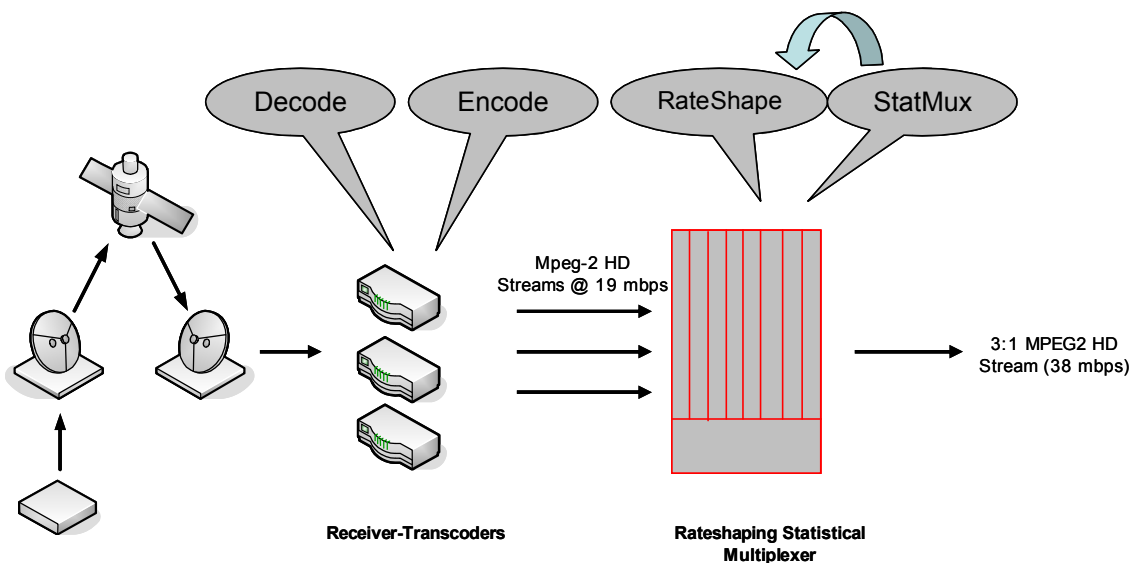 Decode
Encode
RateShape
StatMux
Mpeg-2 HD
Streams @ 19 mbps
3:1 MPEG2 HD
Stream (38 mbps)
Receiver-Transcoders
Rateshaping Statistical
Multiplexer